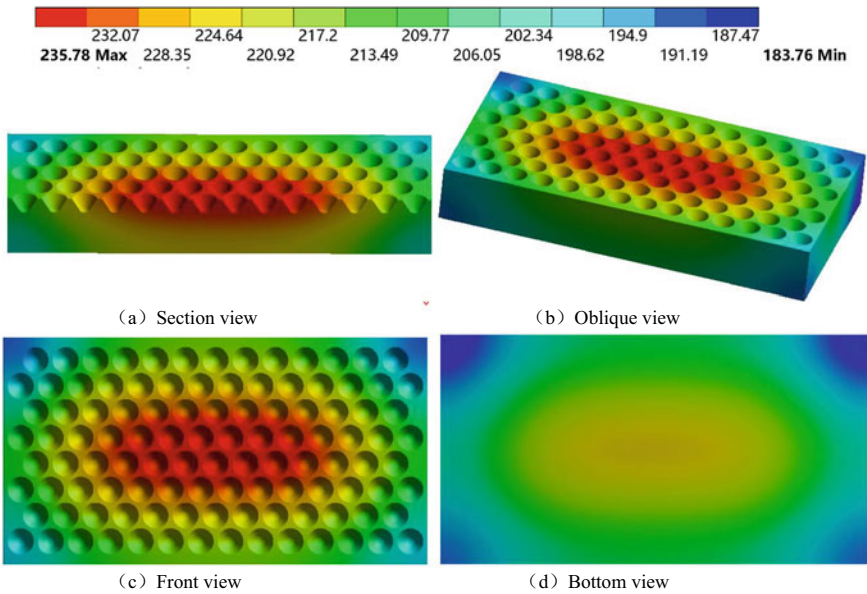 232.07 224.64 217.2 209.77 202.34 194.9 187.47
235.78 Max 228.35 220.92 213.49 206.05 198.62 191.19 183.76 Min
（a）Section view
（b）Oblique view
（c）Front view
（d）Bottom view